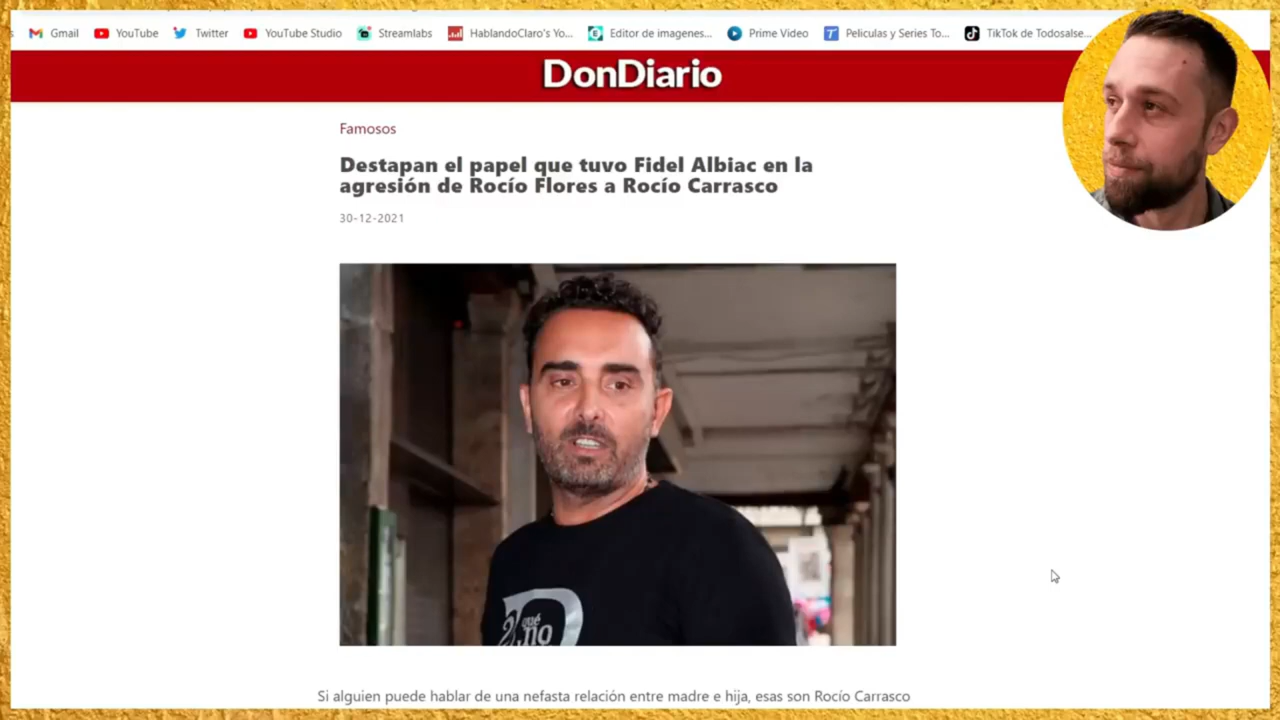 Gmail YouTube Twitter YouTube Studio Streamlabs HablandoClaro's Yo... Editor de imagenes... Prime Video Peliculas y Series To... TikTok de Todosalse...
DonDiario
Famosos
Destapan el papel que tuvo Fidel Albiac en la
agresión de Rocío Flores a Rocío Carrasco
30-12-2021
qué
no
Si alguien puede hablar de una nefasta relación entre madre e hija, esas son Rocío Carrasco